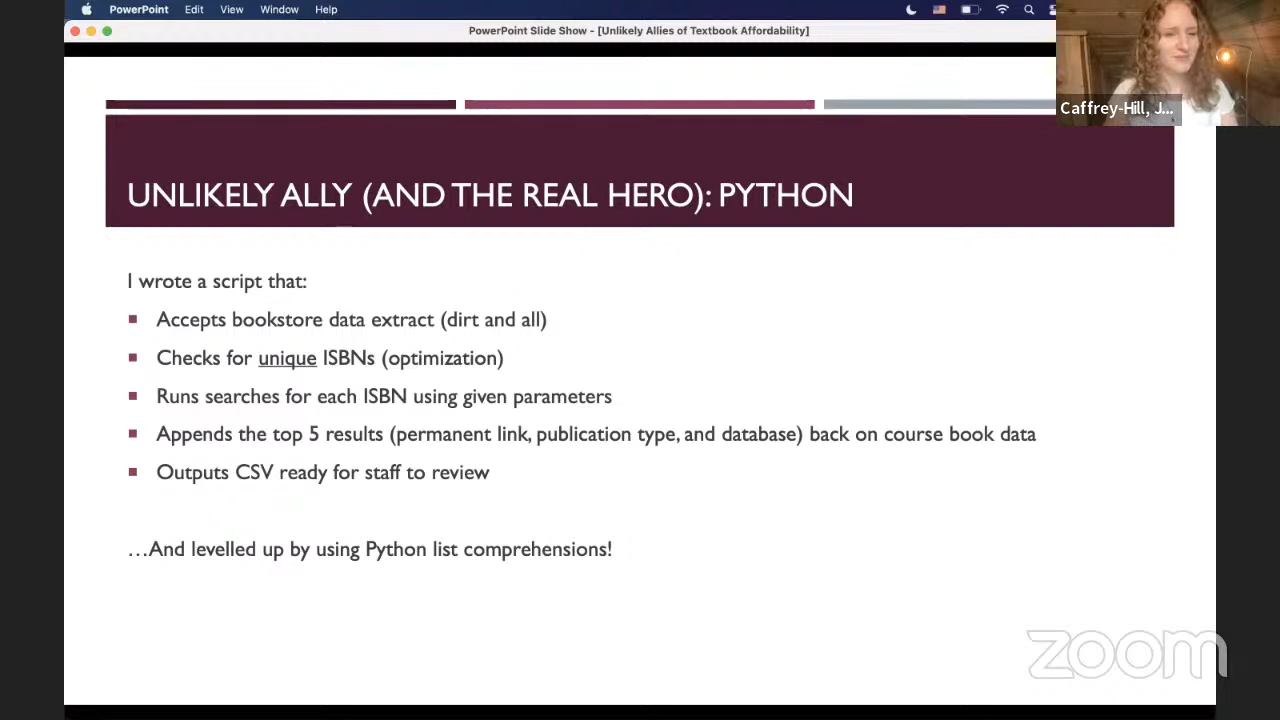 PowerPoint Edit View Window Help
PowerPoint Slide Show - [Unlikely Allies of Textbook Affordability]
Caffrey-Hill, J...
UNLIKELY ALLY (AND THE REAL HERO): PYTHON
I wrote a script that:
Accepts bookstore data extract (dirt and all)
Checks for unique ISBNs (optimization)
Runs searches for each ISBN using given parameters
Appends the top 5 results (permanent link, publication type, and database) back on course book data
Outputs CSV ready for staff to review
…And levelled up by using Python list comprehensions!
zoom